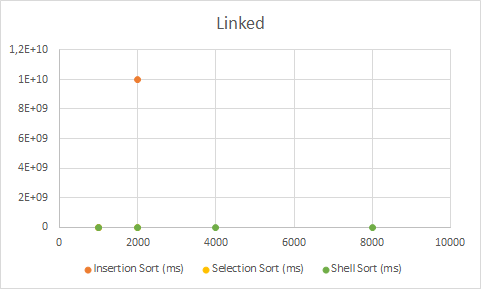 Linked
1,2E+10
1E+10
8E+09
6E+09
4E+09
2E+09
0
0 2000 4000 6000 8000 10000
Insertion Sort (ms) Selection Sort (ms) Shell Sort (ms)